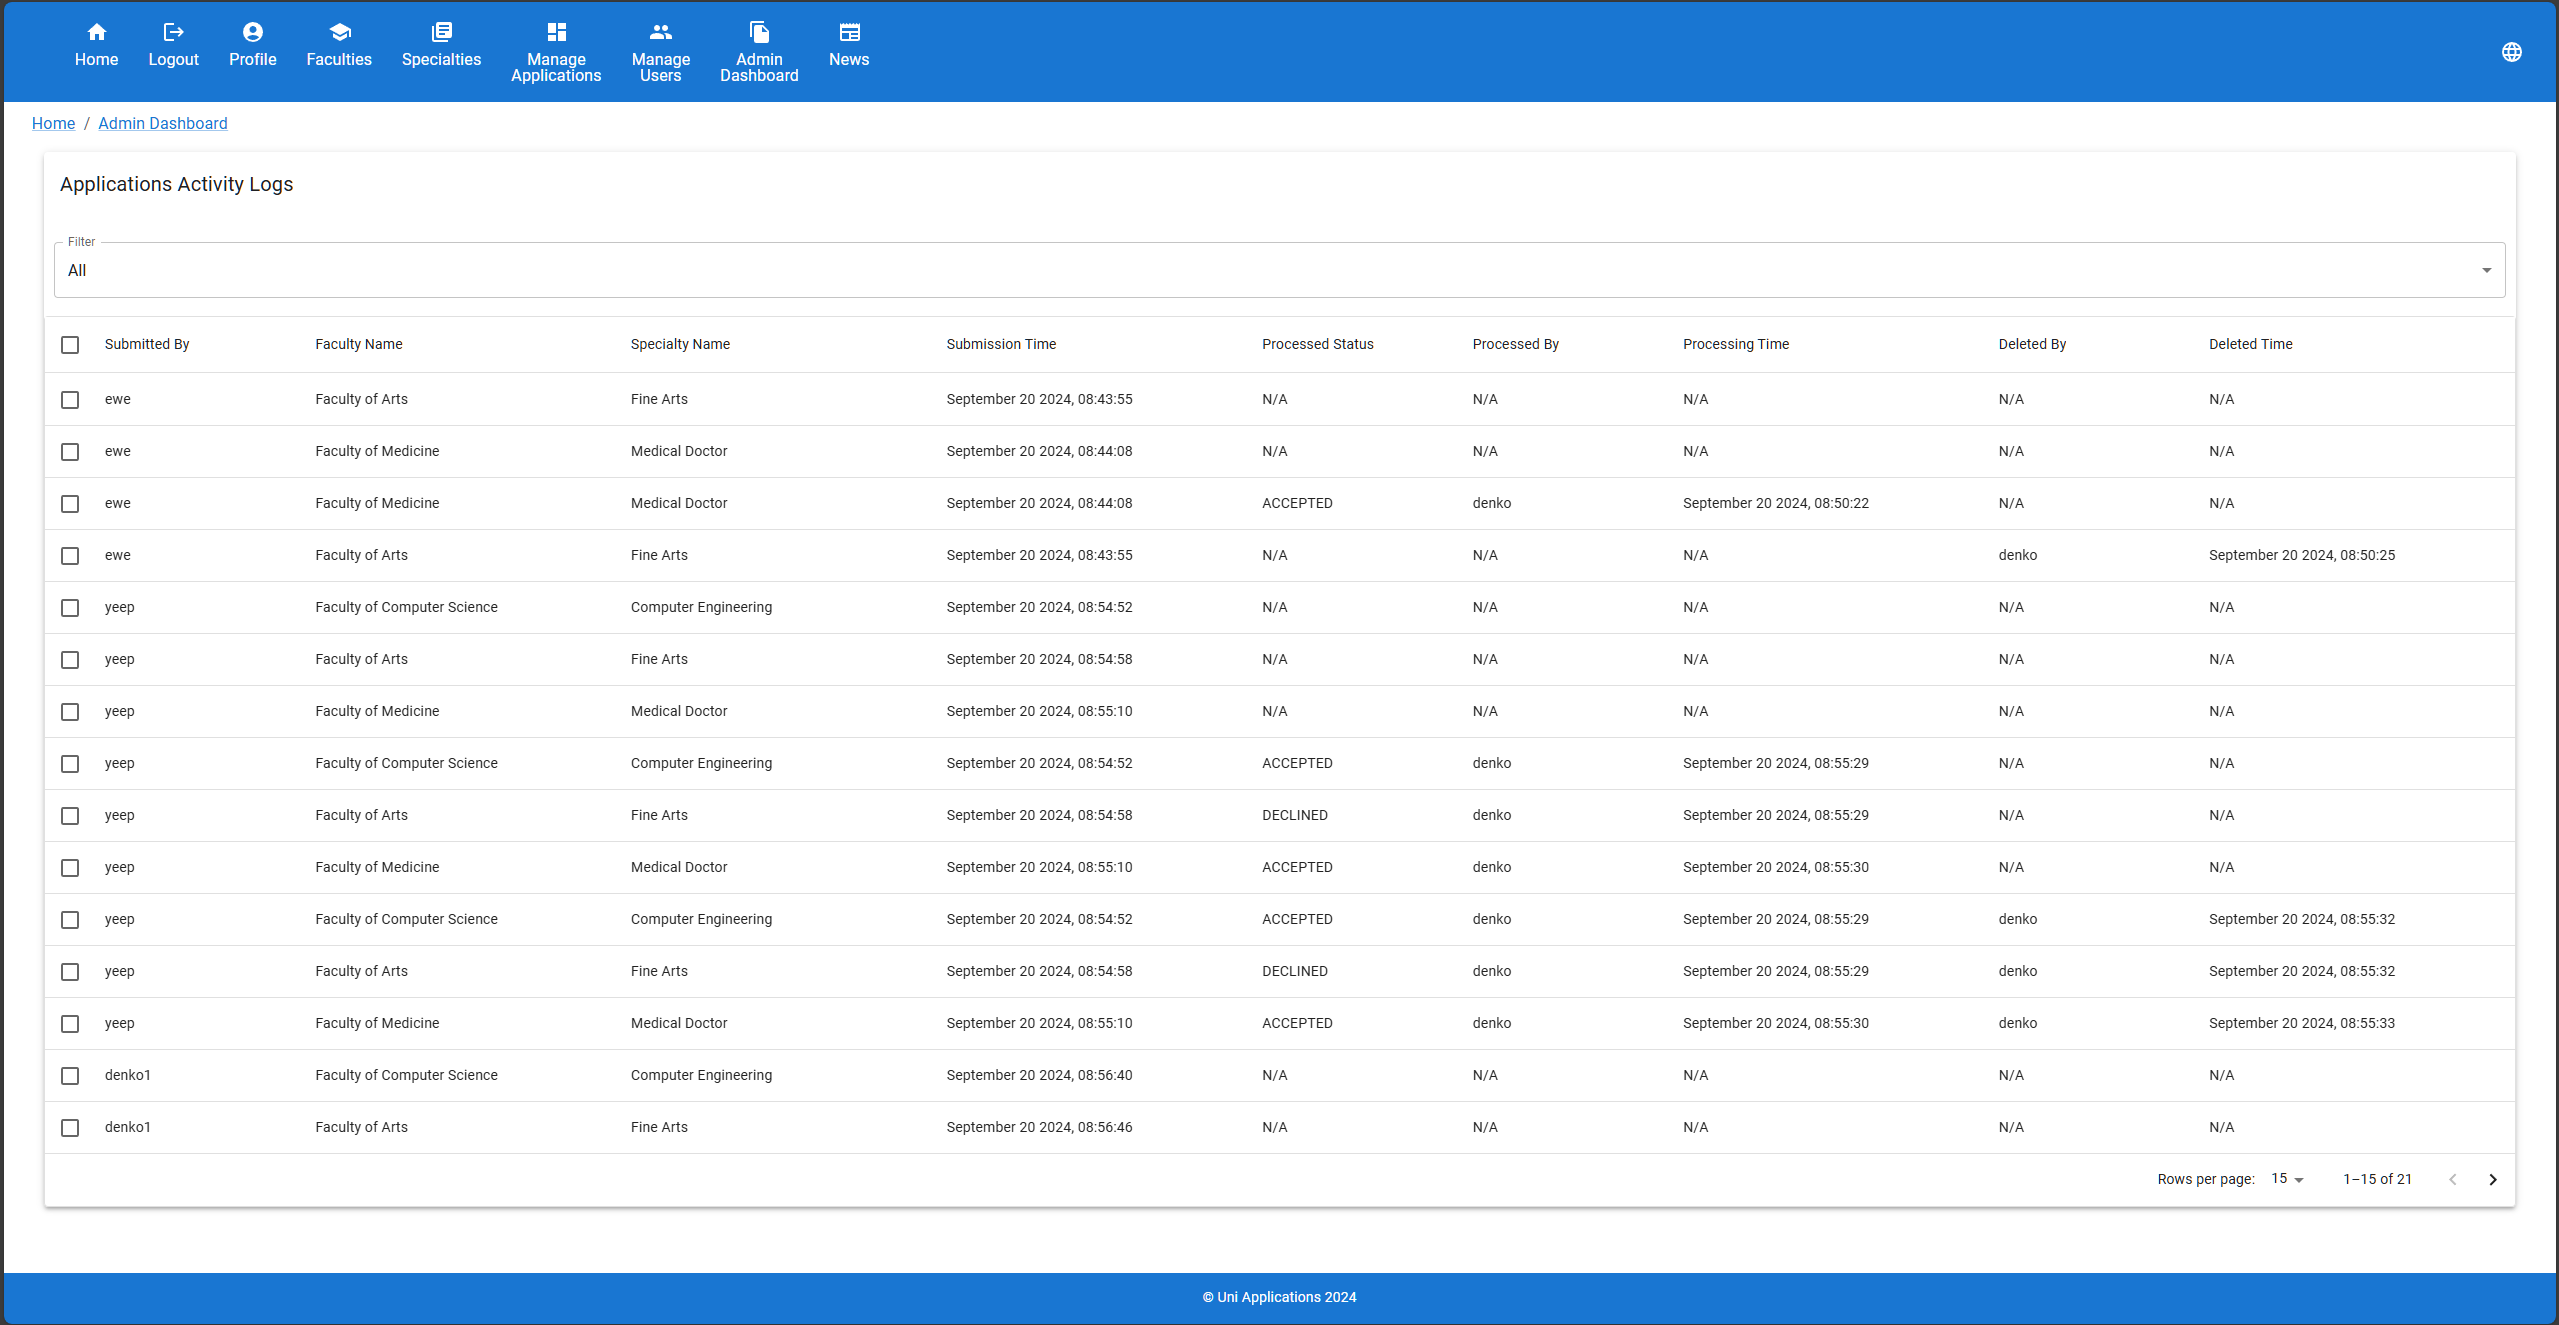 Home Logout Profile Faculties Specialties Manage Applications Manage Users Admin Dashboard News
Home / Admin Dashboard
Applications Activity Logs
Filter
All
Submitted By Faculty Name Specialty Name Submission Time Processed Status Processed By Processing Time Deleted By Deleted Time
ewe Faculty of Arts Fine Arts September 20 2024, 08:43:55 N/A N/A N/A N/A N/A
ewe Faculty of Medicine Medical Doctor September 20 2024, 08:44:08 N/A N/A N/A N/A N/A
ewe Faculty of Medicine Medical Doctor September 20 2024, 08:44:08 ACCEPTED denko September 20 2024, 08:50:22 N/A N/A
ewe Faculty of Arts Fine Arts September 20 2024, 08:43:55 N/A N/A N/A denko September 20 2024, 08:50:25
yeep Faculty of Computer Science Computer Engineering September 20 2024, 08:54:52 N/A N/A N/A N/A N/A
yeep Faculty of Arts Fine Arts September 20 2024, 08:54:58 N/A N/A N/A N/A N/A
yeep Faculty of Medicine Medical Doctor September 20 2024, 08:55:10 N/A N/A N/A N/A N/A
yeep Faculty of Computer Science Computer Engineering September 20 2024, 08:54:52 ACCEPTED denko September 20 2024, 08:55:29 N/A N/A
yeep Faculty of Arts Fine Arts September 20 2024, 08:54:58 DECLINED denko September 20 2024, 08:55:29 N/A N/A
yeep Faculty of Medicine Medical Doctor September 20 2024, 08:55:10 ACCEPTED denko September 20 2024, 08:55:30 N/A N/A
yeep Faculty of Computer Science Computer Engineering September 20 2024, 08:54:52 ACCEPTED denko September 20 2024, 08:55:29 denko September 20 2024, 08:55:32
yeep Faculty of Arts Fine Arts September 20 2024, 08:54:58 DECLINED denko September 20 2024, 08:55:29 denko September 20 2024, 08:55:32
yeep Faculty of Medicine Medical Doctor September 20 2024, 08:55:10 ACCEPTED denko September 20 2024, 08:55:30 denko September 20 2024, 08:55:33
denko1 Faculty of Computer Science Computer Engineering September 20 2024, 08:56:40 N/A N/A N/A N/A N/A
denko1 Faculty of Arts Fine Arts September 20 2024, 08:56:46 N/A N/A N/A N/A N/A
Rows per page: 15 1–15 of 21
© Uni Applications 2024